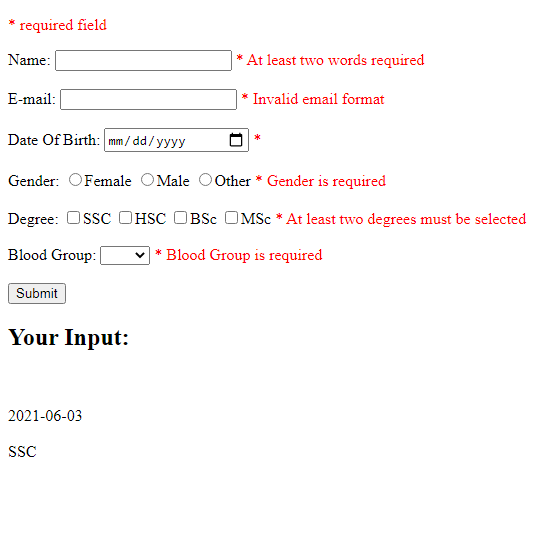 * required field
Name: * At least two words required
E-mail: * Invalid email format
Date Of Birth: mm/dd/yyyy *
Gender: Female Male Other * Gender is required
Degree: SSC HSC BSc MSc * At least two degrees must be selected
Blood Group: * Blood Group is required
Submit
Your Input:
2021-06-03
SSC